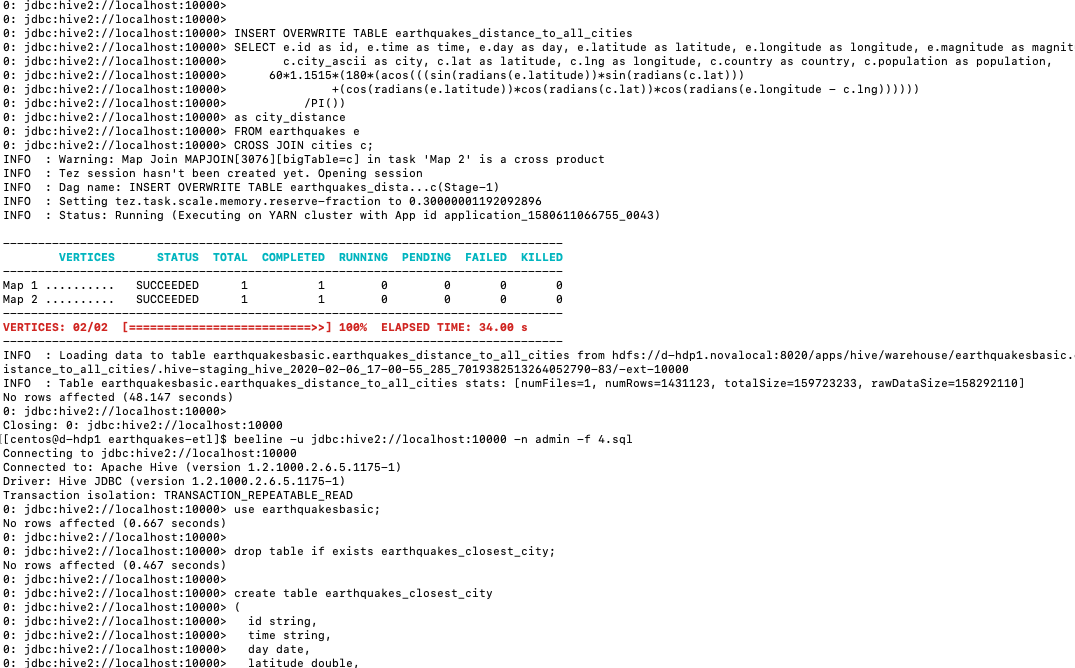 0: jdbc:hive2://localhost:10000>
0: jdbc:hive2://localhost:10000>
0: jdbc:hive2://localhost:10000> INSERT OVERWRITE TABLE earthquakes_distance_to_all_cities
0: jdbc:hive2://localhost:10000> SELECT e.id as id, e.time as time, e.day as day, e.latitude as latitude, e.longitude as longitude, e.magnitude as magnit
0: jdbc:hive2://localhost:10000>        c.city_ascii as city, c.lat as latitude, c.lng as longitude, c.country as country, c.population as population,
0: jdbc:hive2://localhost:10000>      60*1.1515*(180*(acos(((sin(radians(e.latitude))*sin(radians(c.lat)))
0: jdbc:hive2://localhost:10000>               +(cos(radians(e.latitude))*cos(radians(c.lat))*cos(radians(e.longitude - c.lng))))))
0: jdbc:hive2://localhost:10000>           /PI())
0: jdbc:hive2://localhost:10000> as city_distance
0: jdbc:hive2://localhost:10000> FROM earthquakes e
0: jdbc:hive2://localhost:10000> CROSS JOIN cities c;
INFO  : Warning: Map Join MAPJOIN[3076][bigTable=c] in task 'Map 2' is a cross product
INFO  : Tez session hasn't been created yet. Opening session
INFO  : Dag name: INSERT OVERWRITE TABLE earthquakes_dista...c(Stage-1)
INFO  : Setting tez.task.scale.memory.reserve-fraction to 0.30000001192092896
INFO  : Status: Running (Executing on YARN cluster with App id application_1580611066755_0043)
--------------------------------------------------------------------------------
        VERTICES      STATUS  TOTAL  COMPLETED  RUNNING  PENDING  FAILED  KILLED
--------------------------------------------------------------------------------
Map 1 ..........   SUCCEEDED      1          1        0        0       0       0
Map 2 ..........   SUCCEEDED      1          1        0        0       0       0
--------------------------------------------------------------------------------
VERTICES: 02/02  [==========================>>] 100%  ELAPSED TIME: 34.00 s
--------------------------------------------------------------------------------
INFO  : Loading data to table earthquakesbasic.earthquakes_distance_to_all_cities from hdfs://d-hdp1.novalocal:8020/apps/hive/warehouse/earthquakesbasic.
istance_to_all_cities/.hive-staging_hive_2020-02-06_17-00-55_285_7019382513264052790-83/-ext-10000
INFO  : Table earthquakesbasic.earthquakes_distance_to_all_cities stats: [numFiles=1, numRows=1431123, totalSize=159723233, rawDataSize=158292110]
No rows affected (48.147 seconds)
0: jdbc:hive2://localhost:10000>
Closing: 0: jdbc:hive2://localhost:10000
[[centos@d-hdp1 earthquakes-etl]$ beeline -u jdbc:hive2://localhost:10000 -n admin -f 4.sql
Connecting to jdbc:hive2://localhost:10000
Connected to: Apache Hive (version 1.2.1000.2.6.5.1175-1)
Driver: Hive JDBC (version 1.2.1000.2.6.5.1175-1)
Transaction isolation: TRANSACTION_REPEATABLE_READ
0: jdbc:hive2://localhost:10000> use earthquakesbasic;
No rows affected (0.667 seconds)
0: jdbc:hive2://localhost:10000>
0: jdbc:hive2://localhost:10000> drop table if exists earthquakes_closest_city;
No rows affected (0.467 seconds)
0: jdbc:hive2://localhost:10000>
0: jdbc:hive2://localhost:10000> create table earthquakes_closest_city
0: jdbc:hive2://localhost:10000> (
0: jdbc:hive2://localhost:10000>   id string,
0: jdbc:hive2://localhost:10000>   time string,
0: jdbc:hive2://localhost:10000>   day date,
0: jdbc:hive2://localhost:10000>   latitude double,